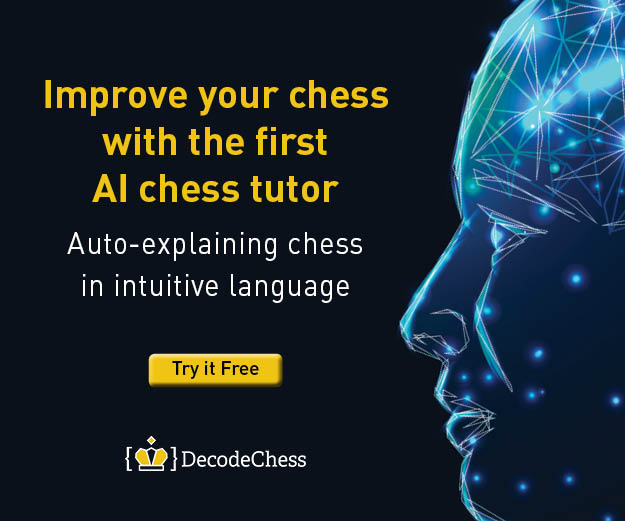 Improve your chess
with the first
AI chess tutor
Auto-explaining chess
in intuitive language
Try it Free
{ } DecodeChess